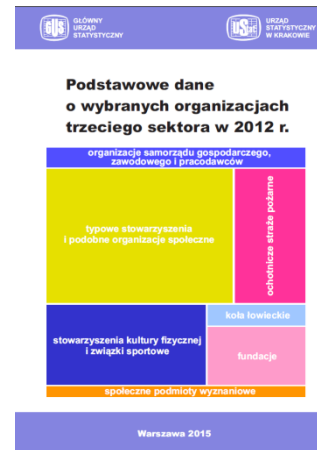 GŁÓWNY
URZĄD
STATYSTYCZNY
URZĄD
STATYSTYCZNY
W KRAKOWIE
Podstawowe dane
o wybranych organizacjach
trzeciego sektora w 2012 r.
organizacje samorządu gospodarczego,
zawodowego i pracodawców
typowe stowarzyszenia
i podobne organizacje społeczne
ochotnicze straże pożarne
koła łowieckie
stowarzyszenia kultury fizycznej
i związki sportowe
fundacje
społeczne podmioty wyznaniowe
Warszawa 2015